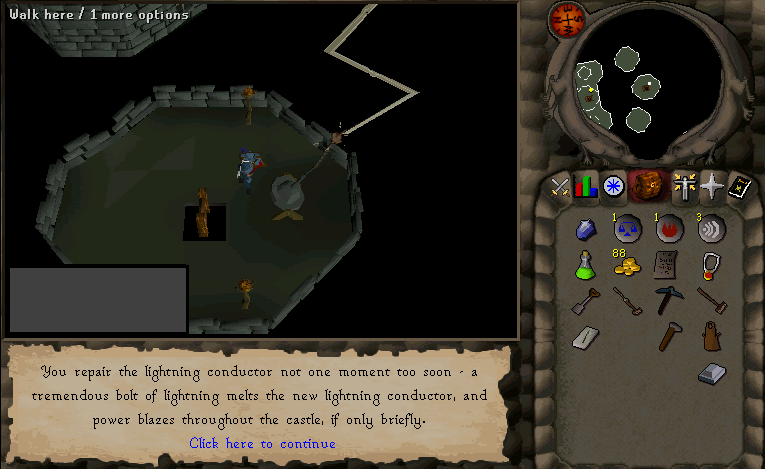 Walk here / 1 more options
1
1
3
88
You repair the lightning conductor not one moment too soon - a
tremendous bolt of lightning melts the new lightning conductor, and
power blazes throughout the castle, if only briefly.
Click here to continue